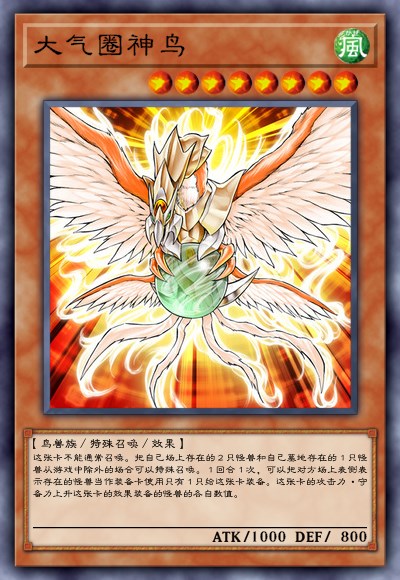 大气圈神鸟
風
【鸟兽族/特殊召唤/效果】
这张卡不能通常召唤。把自己场上存在的2只怪兽和自己墓地存在的1只怪
兽从游戏中除外的场合可以特殊召唤。1回合1次，可以把对方场上表侧表
示存在的怪兽当作装备卡使用只有1只给这张卡装备。这张卡的攻击力·守
备力上升这张卡的效果装备的怪兽的各自数值。
ATK/1000 DEF/ 800